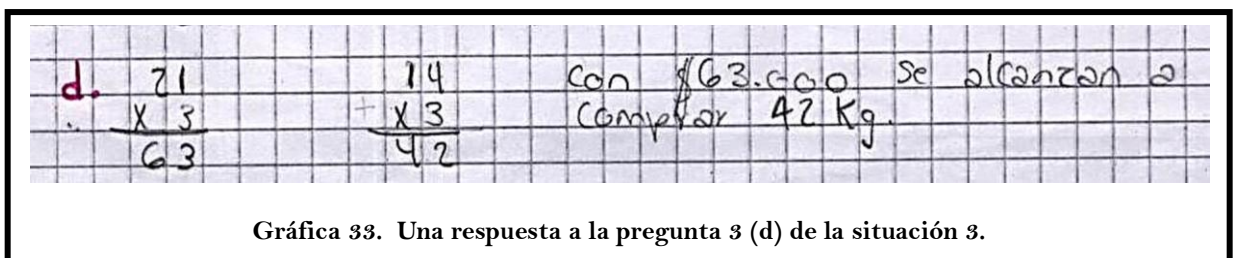 d. 21 14 Con $63.000 se alcanzan a
x 3 x 3 Comprar 42 Kg.
63 42
Gráfica 33. Una respuesta a la pregunta 3 (d) de la situación 3.